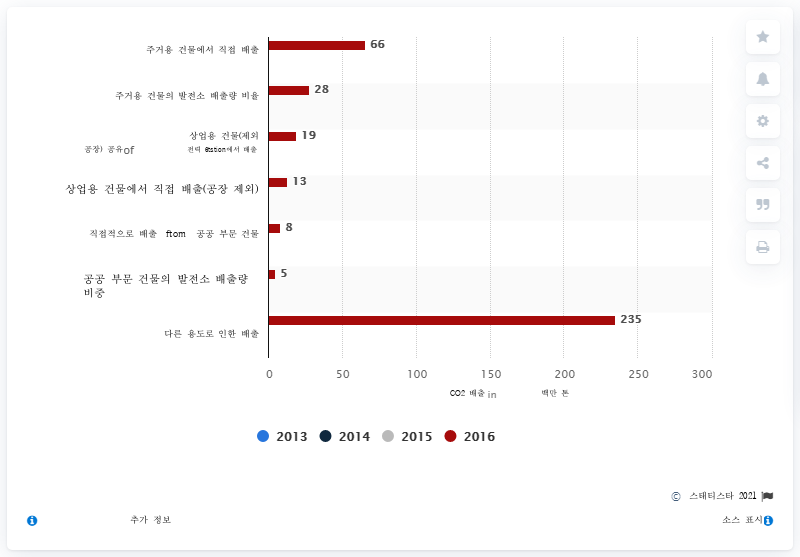 주거용 건물에서 직접 배출 66
주거용 건물의 발전소 배출량 비율 28
상업용 건물(제외 19
공장) 공유of 전력 6tstion에서 배출
상업용 건물에서 직접 배출(공장 제외) 13
직접적으로 배출 ftom 공공 부문 건물 8
공공 부문 건물의 발전소 배출량 5
비중
다른 용도로 인한 배출 235
0 50 100 150 200 250 300
CO2 배출 in 백만 톤
2013 2014 2015 2016
© 스태티스타 2021
추가 정보 소스 표시